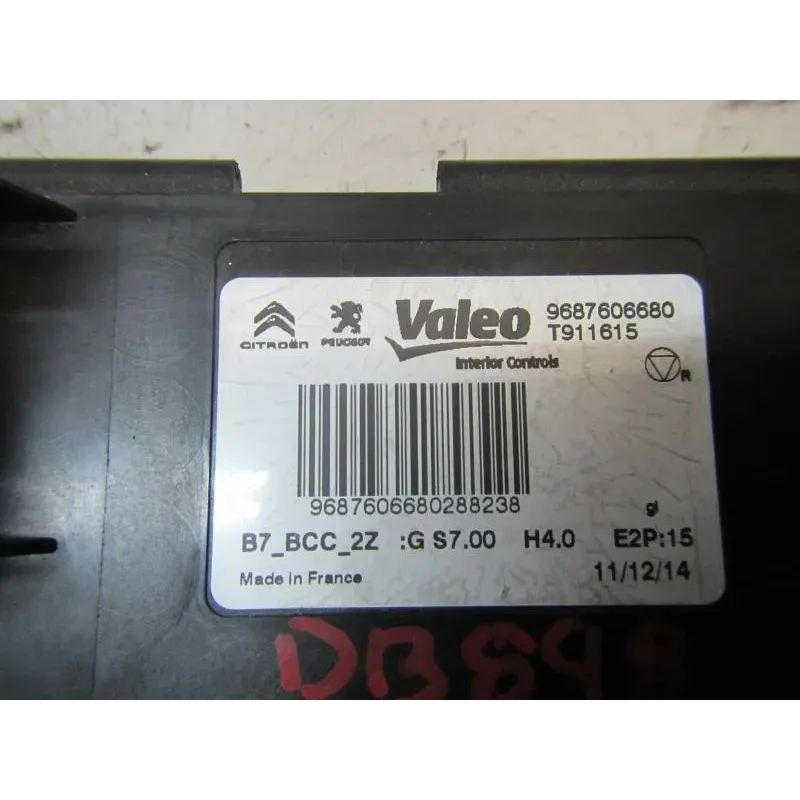 CITROËN PEUGEOT Valeo 9687606680
T911615
Interior Controls
R
9687606680288238
gl
B7_BCC_2Z :G S7.00 H4.0 E2P:15
Made in France 11/12/14